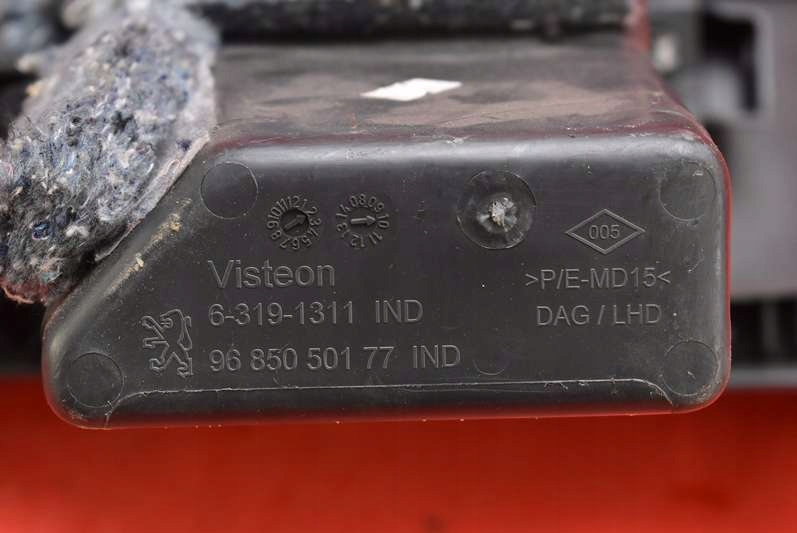 005
Visteon
>P/E-MD15<
6-319-1311 IND
DAG / LHD
96 850 501 77 IND